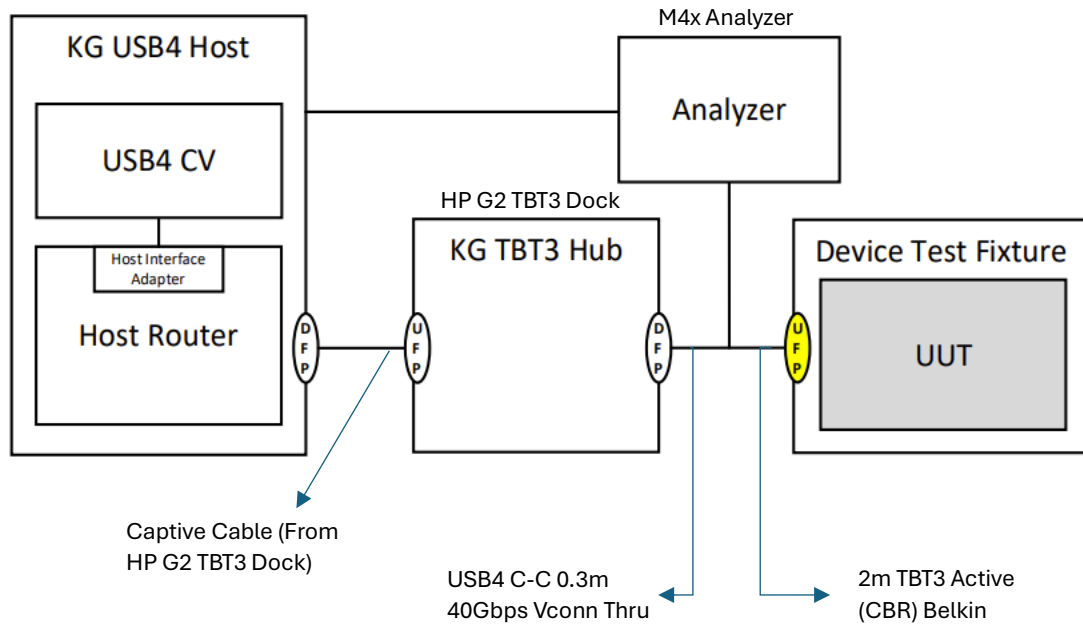 M4x Analyzer
KG USB4 Host
USB4 CV
Host Interface
Adapter
Host Router
D
F
P
Analyzer
HP G2 TBT3 Dock
KG TBT3 Hub
U
F
P
D
F
P
Device Test Fixture
U
F
P
UUT
Captive Cable (From
HP G2 TBT3 Dock)
USB4 C-C 0.3m
40Gbps Vconn Thru
2m TBT3 Active
(CBR) Belkin